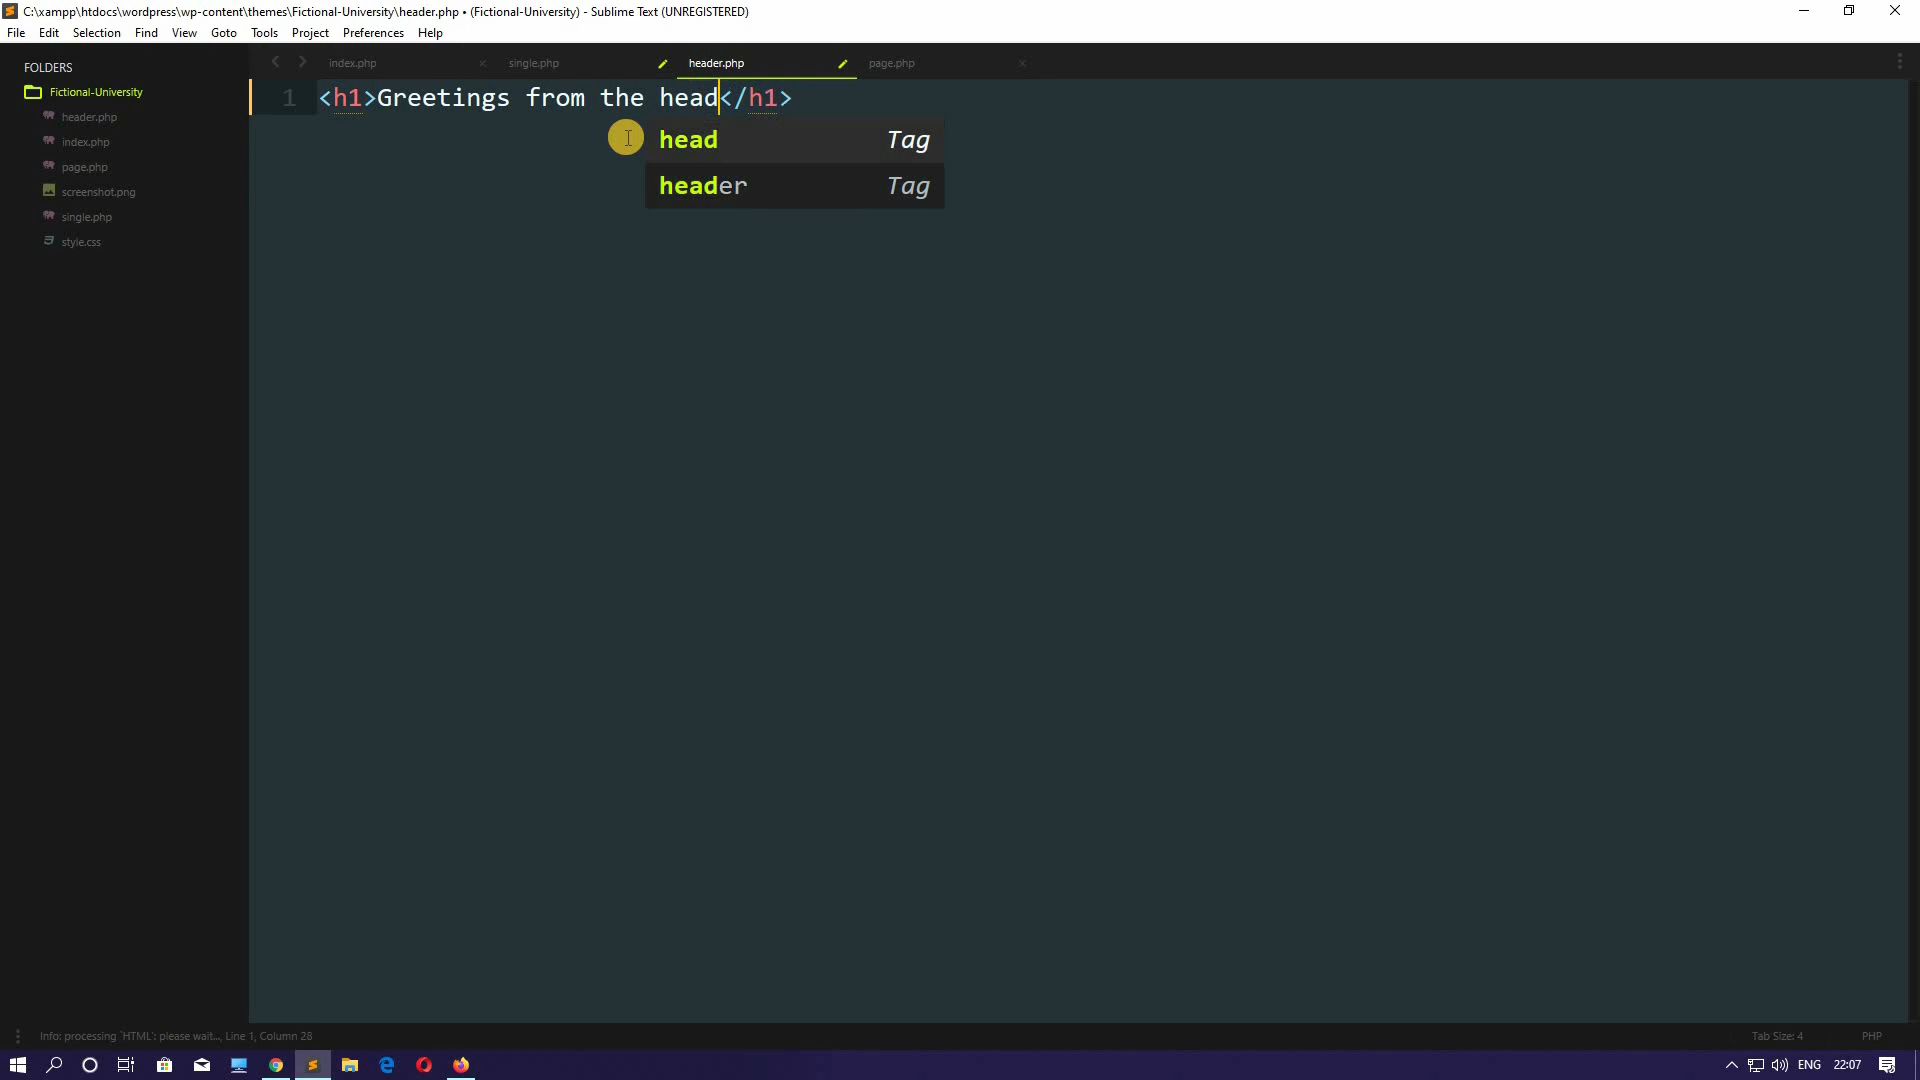 C:\xampp\htdocs\wordpress\wp-content\themes\Fictional-University\header.php • (Fictional-University) - Sublime Text (UNREGISTERED)
File Edit Selection Find View Goto Tools Project Preferences Help
FOLDERS
Fictional-University
header.php
index.php
page.php
screenshot.png
single.php
style.css
index.php single.php header.php page.php
1 <h1>Greetings from the head</h1>
head Tag
header Tag
Info: processing `HTML': please wait..., Line 1, Column 28
Tab Size: 4 PHP
ENG 22:07